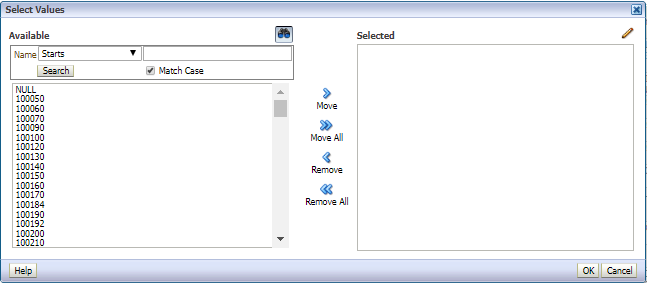 Select Values
Available
Name Starts
Search Match Case
NULL
100050
100060
100070
100090
100100
100120
100130
100140
100150
100160
100170
100184
100190
100192
100200
100210
Move
Move All
Remove
Remove All
Selected
Help OK Cancel